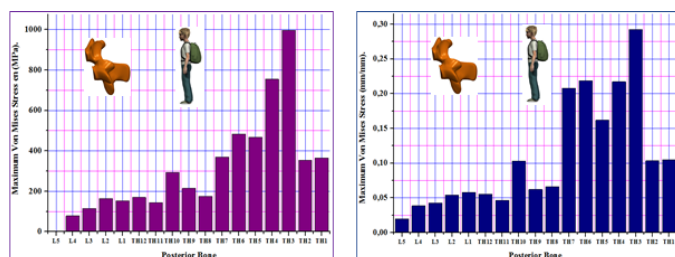 Maximum Von Mises Stress en (MPa).
1000
800
600
400
200
0
L5 L4 L3 L2 L1 TH12 TH11 TH10 TH9 TH8 TH7 TH6 TH5 TH4 TH3 TH2 TH1
Posterior Bone
Maximum Von Mises Stress (mm/mm).
0,30
0,25
0,20
0,15
0,10
0,05
0,00
L5 L4 L3 L2 L1 TH12 TH11 TH10 TH9 TH8 TH7 TH6 TH5 TH4 TH3 TH2 TH1
Posterior Bone